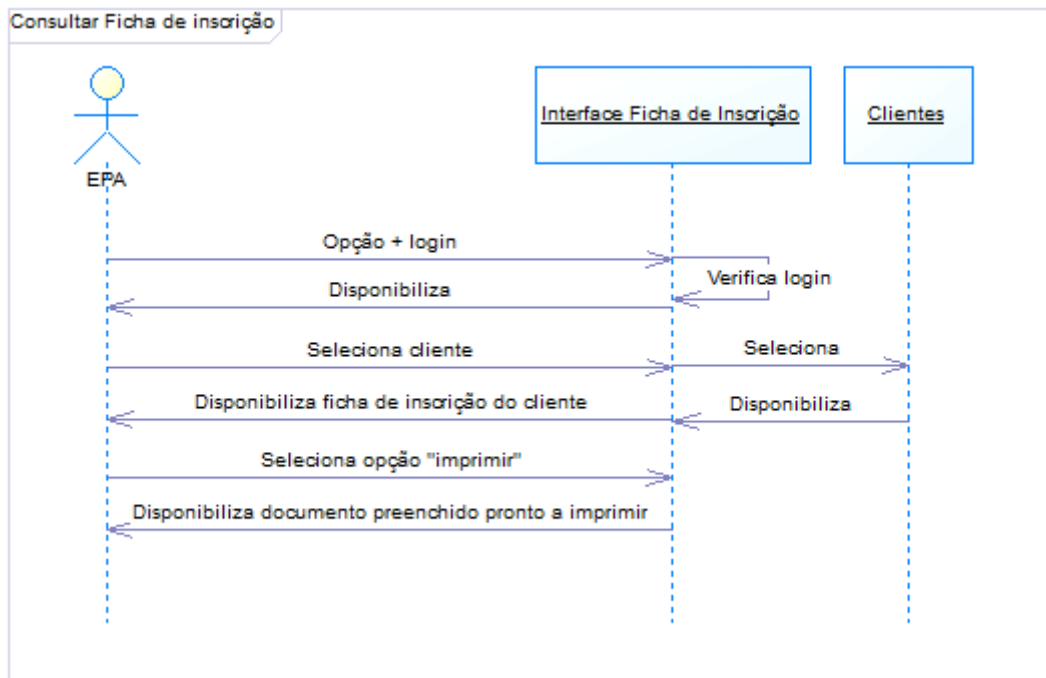 Consultar Ficha de inscrição
Interface Ficha de Inscrição
Clientes
EPA
Opção + login
Verifica login
Disponibiliza
Seleciona cliente
Seleciona
Disponibiliza ficha de inscrição do cliente
Disponibiliza
Seleciona opção "imprimir"
Disponibiliza documento preenchido pronto a imprimir